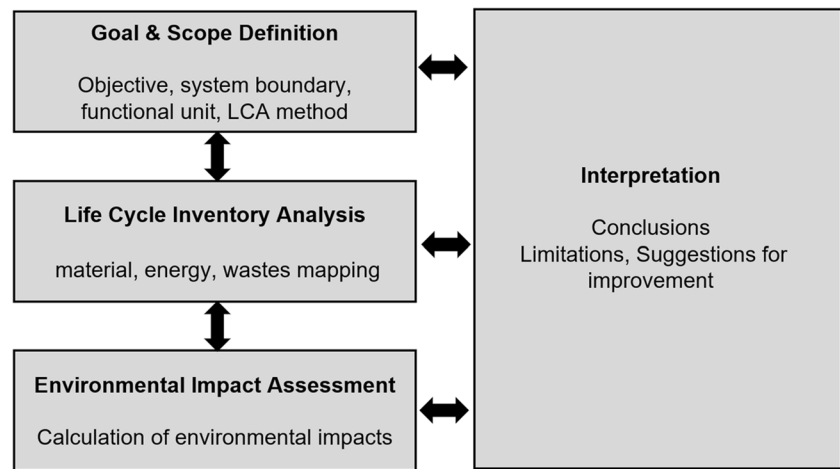 Goal & Scope Definition
Objective, system boundary,
functional unit, LCA method
Life Cycle Inventory Analysis
material, energy, wastes mapping
Environmental Impact Assessment
Calculation of environmental impacts
Interpretation
Conclusions
Limitations, Suggestions for
improvement